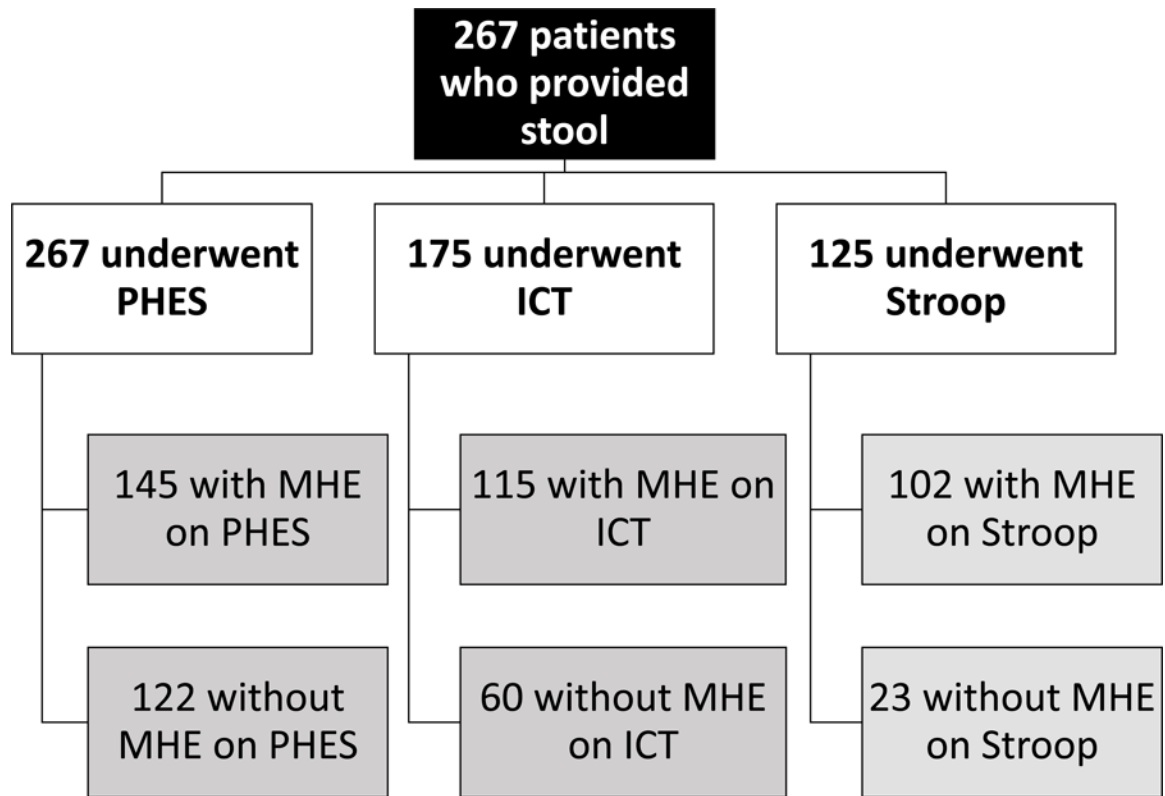 267 patients
who provided
stool
267 underwent
PHES
175 underwent
ICT
125 underwent
Stroop
145 with MHE
on PHES
115 with MHE on
ICT
102 with MHE
on Stroop
122 without
MHE on PHES
60 without MHE
on ICT
23 without MHE
on Stroop